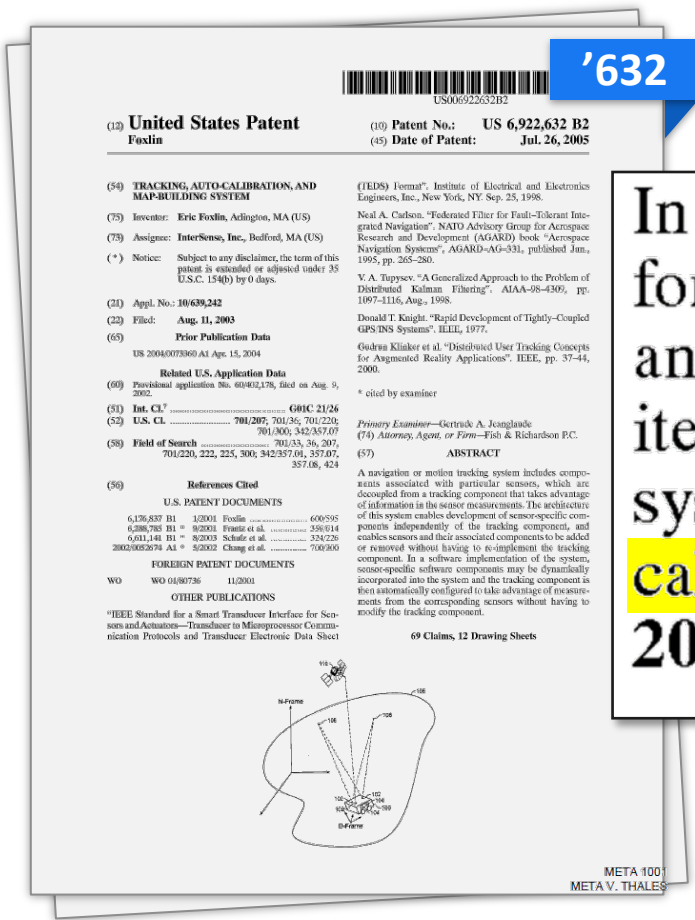 '632
US006922632B2
(12) United States Patent
Foxlin
(10) Patent No.: US 6,922,632 B2
(45) Date of Patent: Jul. 26, 2005
(54) TRACKING, AUTO-CALIBRATION, AND
MAP-BUILDING SYSTEM
(75) Inventor: Eric Foxlin, Arlington, MA (US)
(73) Assignee: InterSense, Inc., Bedford, MA (US)
( * ) Notice: Subject to any disclaimer, the term of this
patent is extended or adjusted under 35
U.S.C. 154(b) by 0 days.
(21) Appl. No.: 10/639,242
(22) Filed: Aug. 11, 2003
(65) Prior Publication Data
US 2004/0073360 A1 Apr. 15, 2004
Related U.S. Application Data
(60) Provisional application No. 60/402,178, filed on Aug. 9,
2002.
(51) Int. Cl.7 G01C 21/26
(52) U.S. Cl. 701/207; 701/36; 701/220;
701/300; 342/357.07
(58) Field of Search 701/33, 36, 207,
701/220, 222, 225, 300; 342/357.01, 357.07,
357.08, 424
(56) References Cited
U.S. PATENT DOCUMENTS
6,176,837 B1 1/2001 Foxlin 600/595
6,288,785 B1 * 9/2001 Frantz et al. 356/614
6,611,141 B1 * 8/2003 Schulz et al. 324/226
2002/0052674 A1 * 5/2002 Chang et al. 700/300
FOREIGN PATENT DOCUMENTS
WO WO 01/80736 11/2001
OTHER PUBLICATIONS
"IEEE Standard for a Smart Transducer Interface for Sen-
sors and Actuators—Transducer to Microprocessor Commu-
nication Protocols and Transducer Electronic Data Sheet
(TEDS) Format". Institute of Electrical and Electronics
Engineers, Inc., New York, NY. Sep. 25, 1998.
Neal A. Carlson. "Federated Filter for Fault-Tolerant Inte-
grated Navigation". NATO Advisory Group for Aerospace
Research and Development (AGARD) book "Aerospace
Navigation Systems", AGARD-AG-331, published Jun.,
1995, pp. 265-280.
V. A. Tupysev. "A Generalized Approach to the Problem of
Distributed Kalman Filtering". AIAA-98-4309, pp.
1097-1116, Aug., 1998.
Donald T. Knight. "Rapid Development of Tightly-Coupled
GPS/INS Systems". IEEE, 1977.
Gudrun Klinker et al. "Distributed User Tracking Concepts
for Augmented Reality Applications". IEEE, pp. 37-44,
2000.
* cited by examiner
Primary Examiner—Gertrude A. Jeanglaude
(74) Attorney, Agent, or Firm—Fish & Richardson P.C.
(57) ABSTRACT
A navigation or motion tracking system includes compo-
nents associated with particular sensors, which are
decoupled from a tracking component that takes advantage
of information in the sensor measurements. The architecture
of this system enables development of sensor-specific com-
ponents independently of the tracking component, and
enables sensors and their associated components to be added
or removed without having to re-implement the tracking
component. In a software implementation of the system,
sensor-specific software components may be dynamically
incorporated into the system and the tracking component is
then automatically configured to take advantage of measure-
ments from the corresponding sensors without having to
modify the tracking component.
69 Claims, 12 Drawing Sheets
N-Frame
B-Frame
In
for
an
ite
sys
cal
20
META 1001
META V. THALES